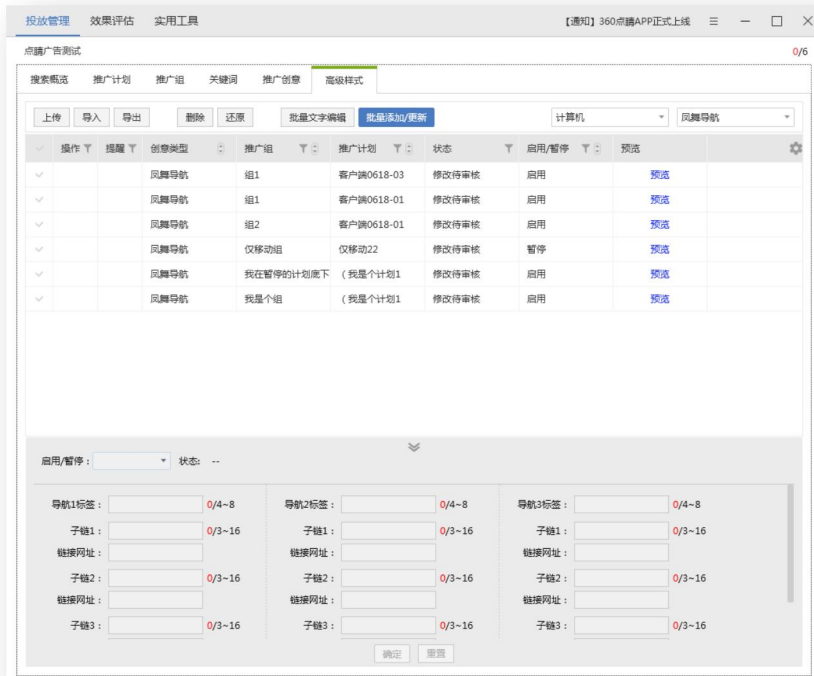 投放管理 效果评估 实用工具 【通知】360点睛APP正式上线
点睛广告测试 0/6
搜索概览 推广计划 推广组 关键词 推广创意 高级样式
上传 导入 导出 删除 还原 批量文字编辑 批量添加/更新 计算机 凤舞导航
操作 提醒 创意类型 推广组 推广计划 状态 启用/暂停 预览
凤舞导航 组1 客户端0618-03 修改待审核 启用 预览
凤舞导航 组1 客户端0618-01 修改待审核 启用 预览
凤舞导航 组2 客户端0618-01 修改待审核 启用 预览
凤舞导航 仅移动组 仅移动22 修改待审核 暂停 预览
凤舞导航 我在暂停的计划底下 （我是个计划1 修改待审核 启用 预览
凤舞导航 我是个组 （我是个计划1 修改待审核 启用 预览
启用/暂停： 状态: --
导航1标签： 0/4~8 导航2标签： 0/4~8 导航3标签： 0/4~8
子链1： 0/3~16 子链1： 0/3~16 子链1： 0/3~16
链接网址： 链接网址： 链接网址：
子链2： 0/3~16 子链2： 0/3~16 子链2： 0/3~16
链接网址： 链接网址： 链接网址：
子链3： 0/3~16 子链3： 0/3~16 子链3： 0/3~16
确定 重置